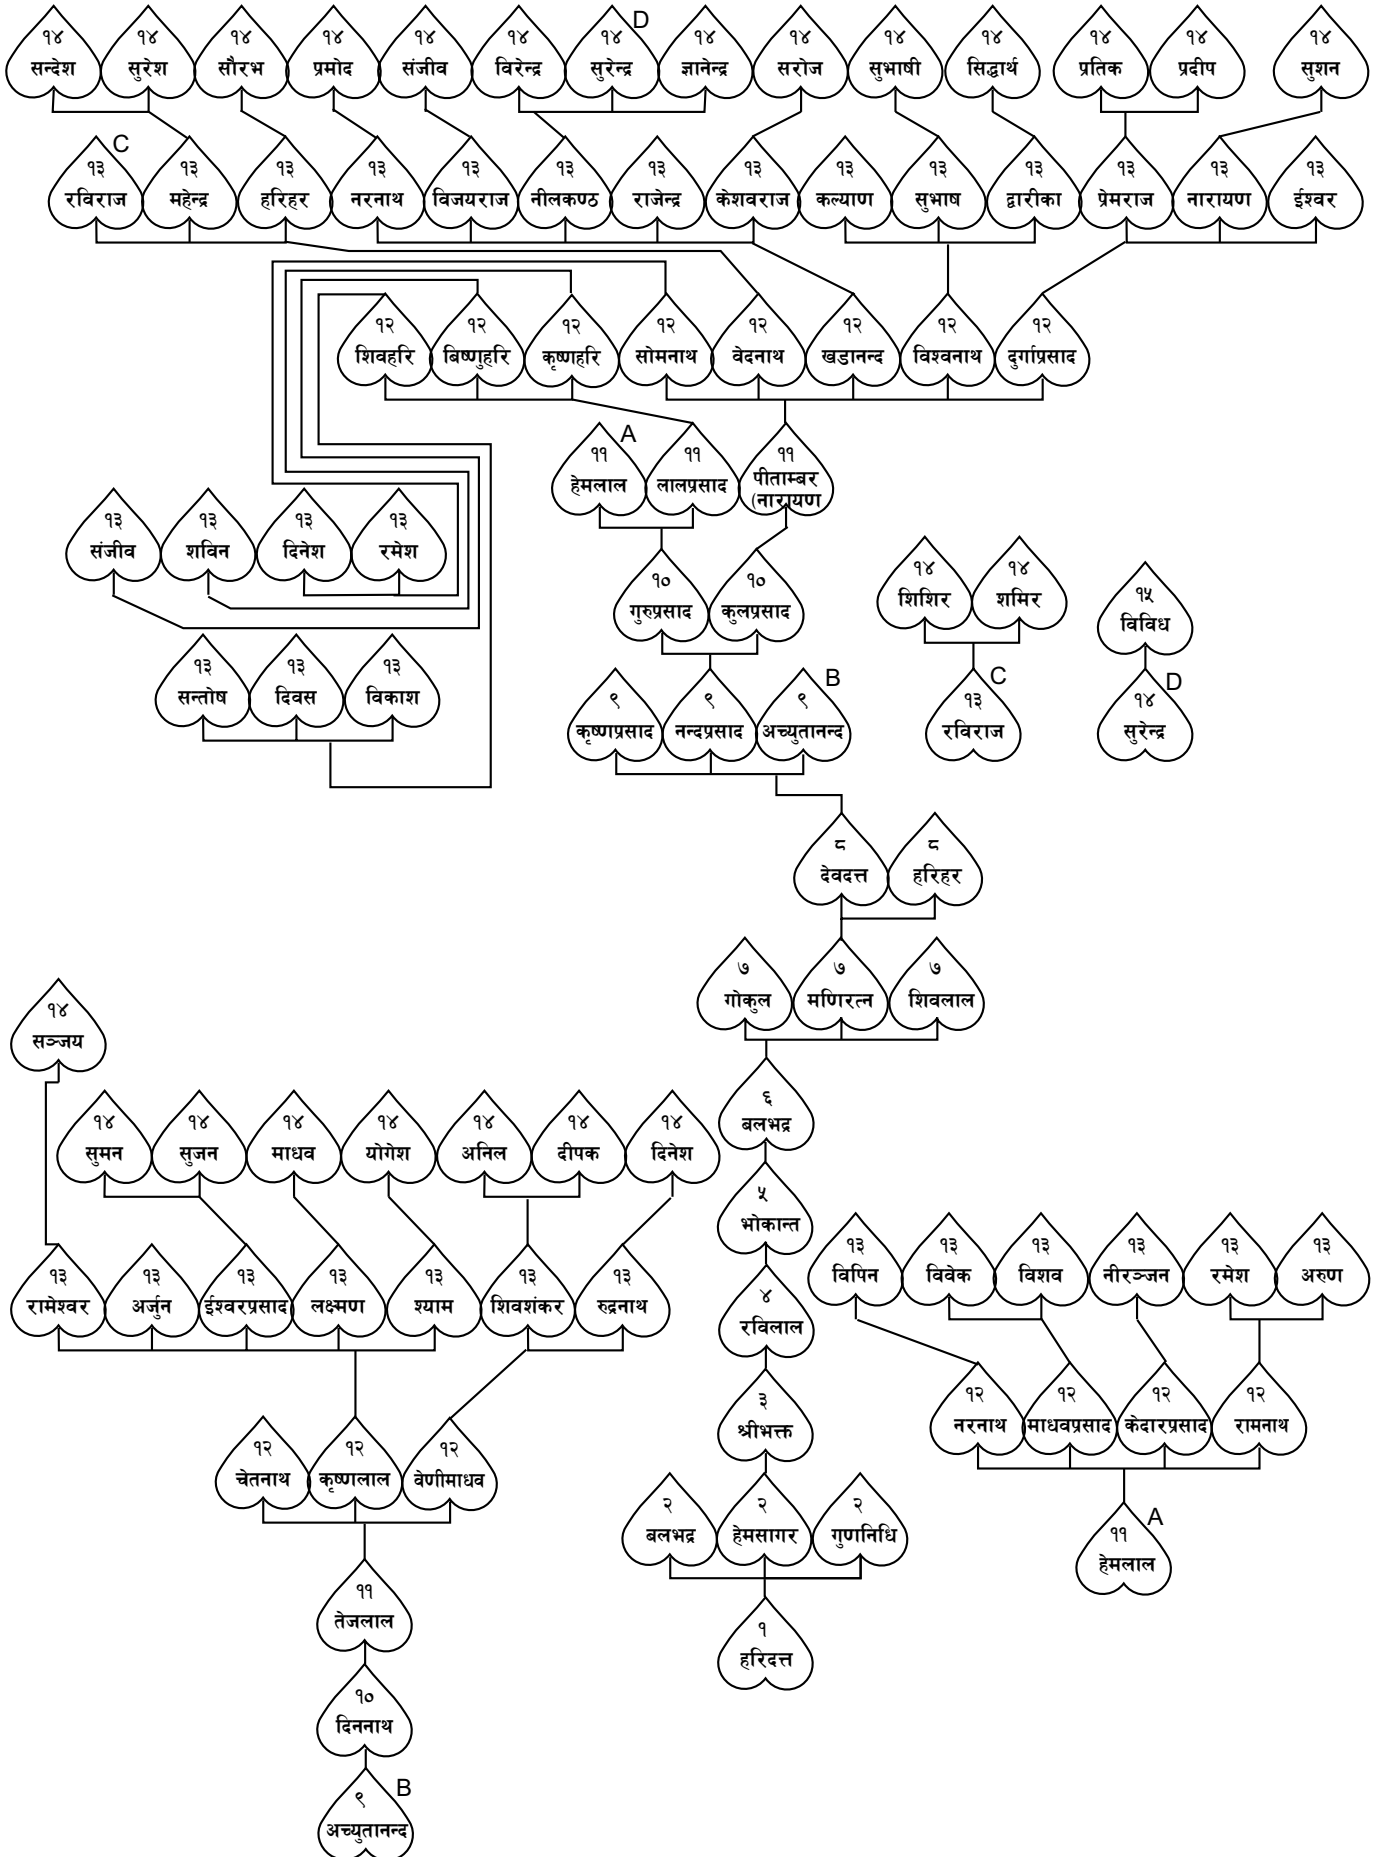 D
१४ १४ १४ १४ १४ १४ १४ १४ १४ १४ १४ १४ १४ १४
सन्देश सुरेश सौरभ प्रमोद संजीव विरेन्द्र सुरेन्द्र ज्ञानेन्द्र सरोज सुभाषी सिद्धार्थ प्रतिक प्रदीप सुशन
C
१३ १३ १३ १३ १३ १३ १३ १३ १३ १३ १३ १३ १३ १३
रविराज महेन्द्र हरिहर नरनाथ विजयराज नीलकण्ठ राजेन्द्र केशवराज कल्याण सुभाष द्वारीका प्रेमराज नारायण ईश्वर
१२ १२ १२ १२ १२ १२ १२ १२
शिवहरि बिष्णुहरि कृष्णहरि सोमनाथ वेदनाथ खडानन्द विश्वनाथ दुर्गाप्रसाद
A
११ ११ ११
हेमलाल लालप्रसाद पीताम्बर
(नारायण
१३ १३ १३ १३
संजीव शविन दिनेश रमेश
१० १० १४ १४ १५
गुरुप्रसाद कुलप्रसाद शिशिर शमिर विविध
१३ १३ १३
सन्तोष दिवस विकाश
B C D
९ ९ ९ १३ १४
कृष्णप्रसाद नन्दप्रसाद अच्युतानन्द रविराज सुरेन्द्र
८ ८
देवदत्त हरिहर
७ ७ ७
गोकुल मणिरत्न शिवलाल
१४
सञ्जय
६
बलभद्र
१४ १४ १४ १४ १४ १४ १४
सुमन सुजन माधव योगेश अनिल दीपक दिनेश
५
भोकान्त
१३ १३ १३ १३ १३ १३
विपिन विवेक विशव नीरञ्जन रमेश अरुण
१३ १३ १३ १३ १३ १३ १३
रामेश्वर अर्जुन ईश्वरप्रसाद लक्ष्मण श्याम शिवशंकर रुद्रनाथ
४
रविलाल
३
श्रीभक्त
१२ १२ १२ १२
नरनाथ माधवप्रसाद केदारप्रसाद रामनाथ
१२ १२ १२
चेतनाथ कृष्णलाल वेणीमाधव
२ २ २
बलभद्र हेमसागर गुणनिधि
A
११
हेमलाल
११
तेजलाल
१
हरिदत्त
१०
दिननाथ
B
९
अच्युतानन्द